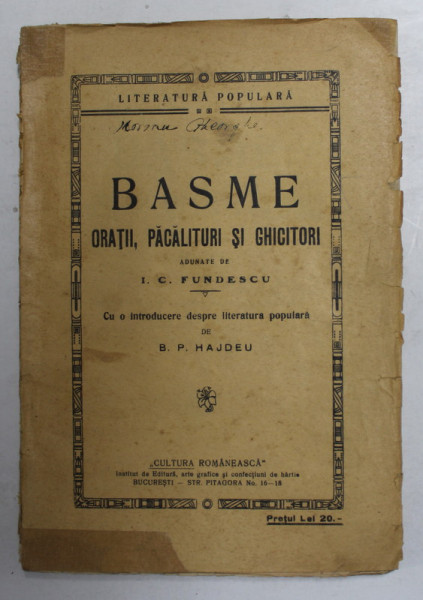 LITERATURĂ POPULARĂ
Gheorghe
BASME
ORAȚII, PĂCĂLITURI ȘI GHICITORI
ADUNATE DE
I. C. FUNDESCU
Cu o introducere despre literatura populară
DE
B. P. HAJDEU
„CULTURA ROMÂNEASCĂ"
Institut de Editură, arte grafice și confecțiuni de hârtie
BUCUREȘTI – STR. PITAGORA No. 16–18
Prețul Lei 20.-